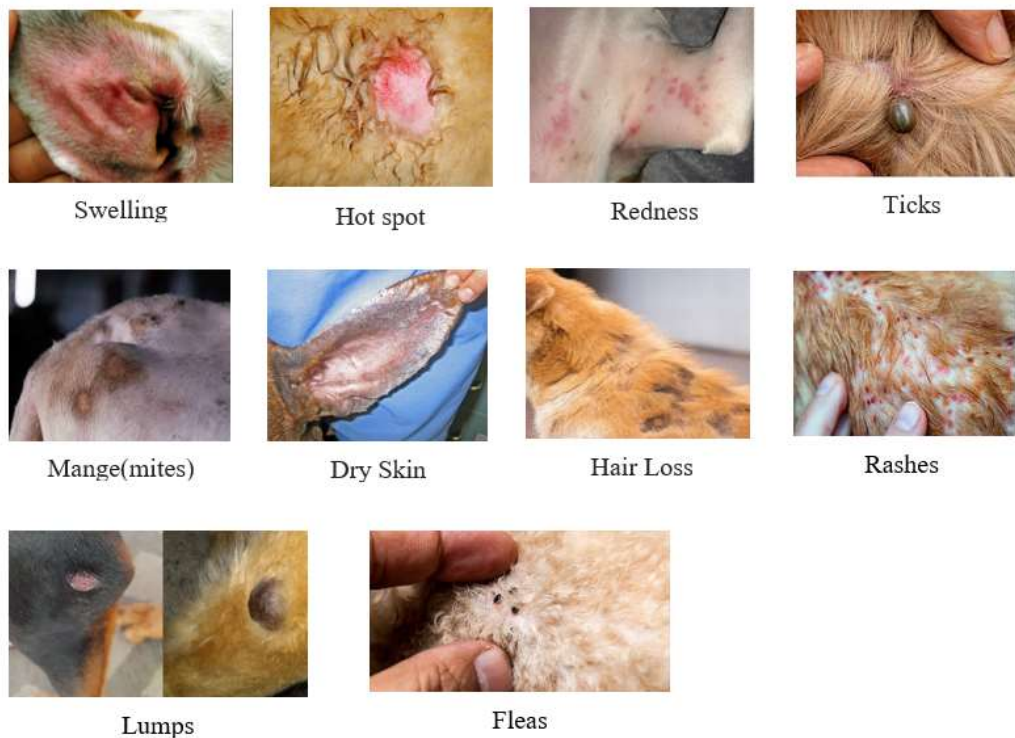 Swelling
Hot spot
Redness
Ticks
Mange(mites)
Dry Skin
Hair Loss
Rashes
Lumps
Fleas